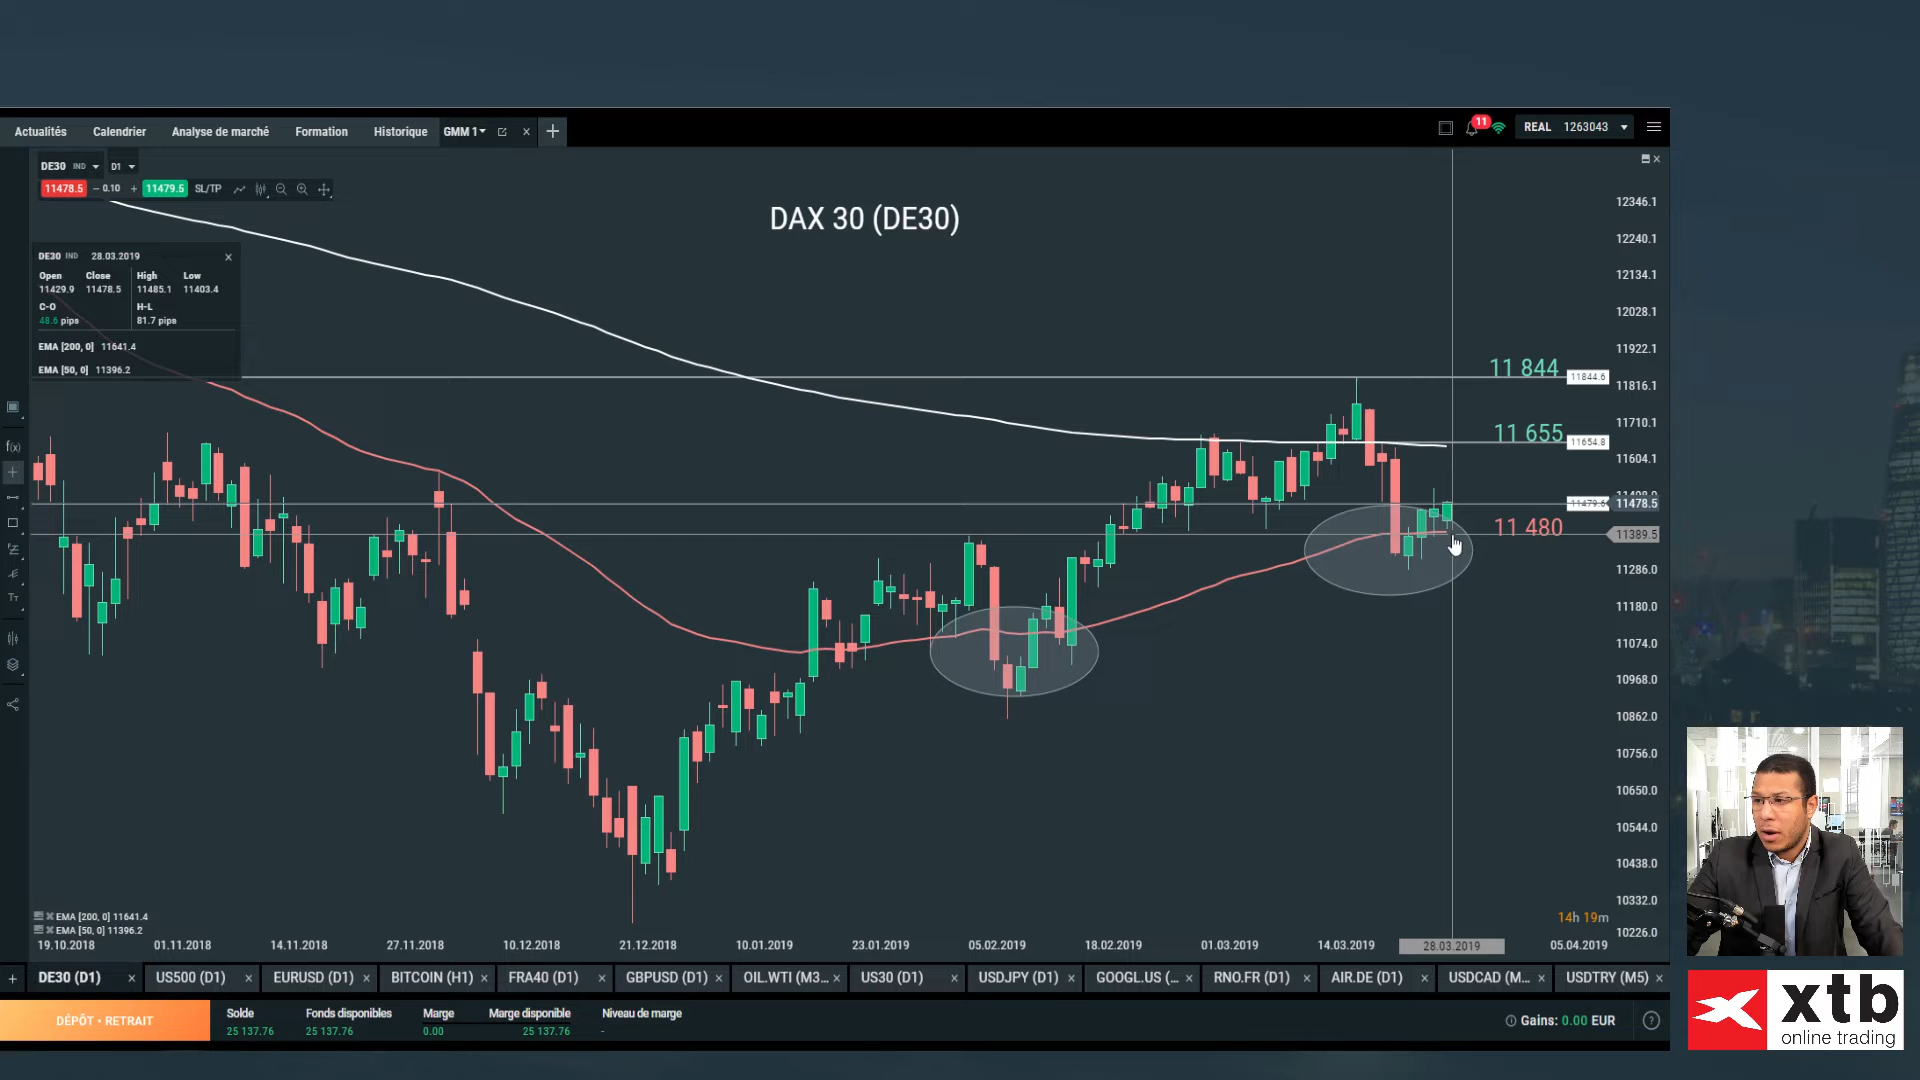 Actualités Calendrier Analyse de marché Formation Historique GMM 1
11 REAL 1263043
DE30 IND D1
11478.5 − 0.10 + 11479.5 SL/TP
DAX 30 (DE30)
DE30 IND 28.03.2019
Open Close High Low
11429.9 11478.5 11485.1 11403.4
C-O H-L
48.6 pips 81.7 pips
EMA [200, 0] 11641.4
EMA [50, 0] 11396.2
12346.1
12240.1
12134.1
12028.1
11922.1
11 844 11844.6
11816.1
11710.1
11 655 11654.8
11604.1
11478.5
11 480
11389.5
11286.0
11180.0
11074.0
10968.0
10862.0
10756.0
10650.0
10544.0
10438.0
10332.0
10226.0
14h 19m
EMA [200, 0] 11641.4
EMA [50, 0] 11396.2
19.10.2018 01.11.2018 14.11.2018 27.11.2018 10.12.2018 21.12.2018 10.01.2019 23.01.2019 05.02.2019 18.02.2019 01.03.2019 14.03.2019 28.03.2019 05.04.2019
+ DE30 (D1) US500 (D1) EURUSD (D1) BITCOIN (H1) FRA40 (D1) GBPUSD (D1) OIL.WTI (M3... US30 (D1) USDJPY (D1) GOOGL.US (... RNO.FR (D1) AIR.DE (D1) USDCAD (M... USDTRY (M5)
DÉPÔT • RETRAIT
Solde Fonds disponibles Marge Marge disponible Niveau de marge
25 137.76 25 137.76 0.00 25 137.76 -
Gains: 0.00 EUR
xtb
online trading